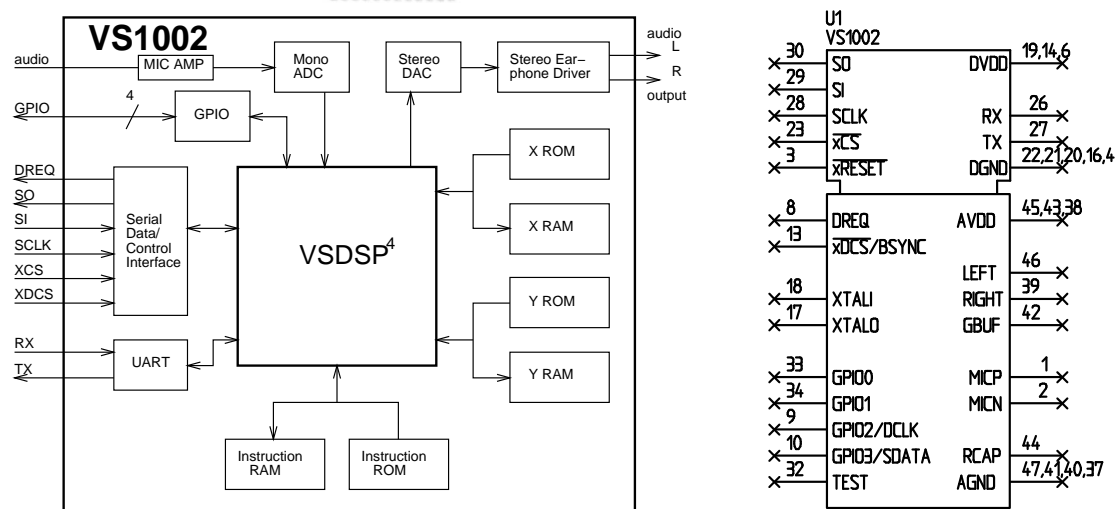 VS1002
audio
MIC AMP
Mono
ADC
Stereo
DAC
Stereo Ear-
phone Driver
audio
L
R
output
GPIO
4
GPIO
DREQ
SO
SI
SCLK
XCS
XDCS
Serial
Data/
Control
Interface
VSDSP4
X ROM
X RAM
Y ROM
Y RAM
RX
TX
UART
Instruction
RAM
Instruction
ROM
U1
VS1002
30 SO
29 SI
28 SCLK
23 xCS
3 xRESET
DVDD 19,14,6
RX 26
TX 27
DGND 22,21,20,16,4
8 DREQ
13 xDCS/BSYNC
18 XTALI
17 XTALO
33 GPIO0
34 GPIO1
9 GPIO2/DCLK
10 GPIO3/SDATA
32 TEST
AVDD 45,43,38
LEFT 46
RIGHT 39
GBUF 42
MICP 1
MICN 2
RCAP 44
AGND 47,41,40,37